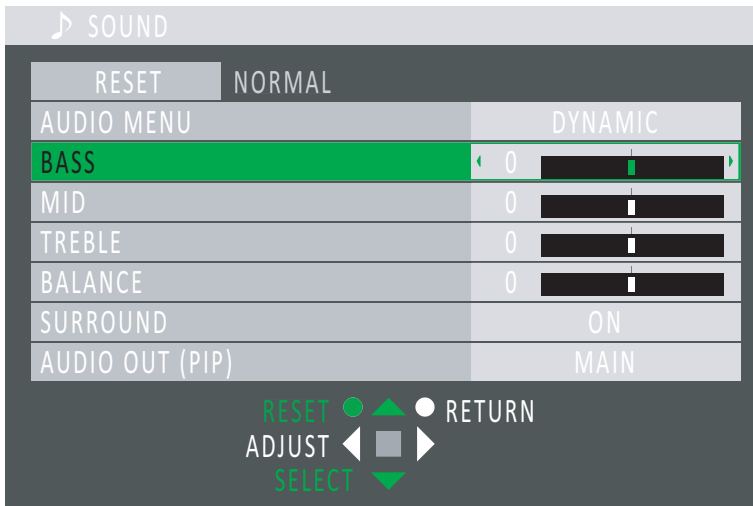 ♪ SOUND
RESET NORMAL
AUDIO MENU DYNAMIC
BASS 0
MID 0
TREBLE 0
BALANCE 0
SURROUND ON
AUDIO OUT (PIP) MAIN
RESET RETURN
ADJUST
SELECT